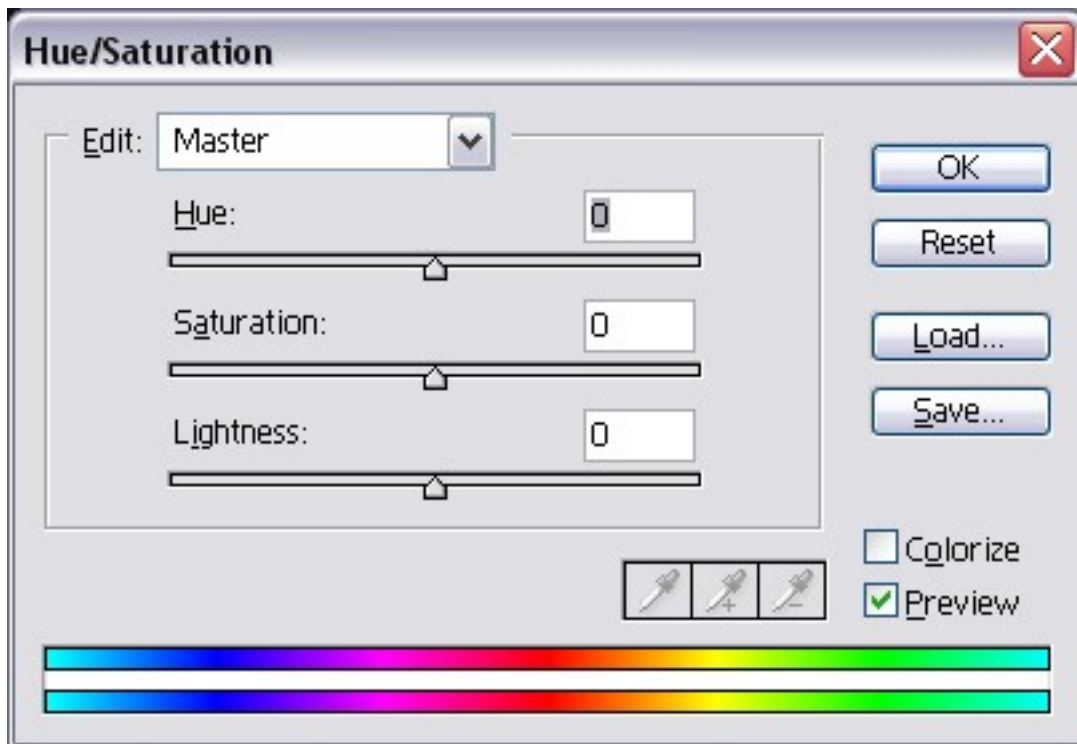 Hue/Saturation
Edit: Master
OK
Hue: 0
Reset
Saturation: 0
Load...
Lightness: 0
Save...
Colorize
Preview